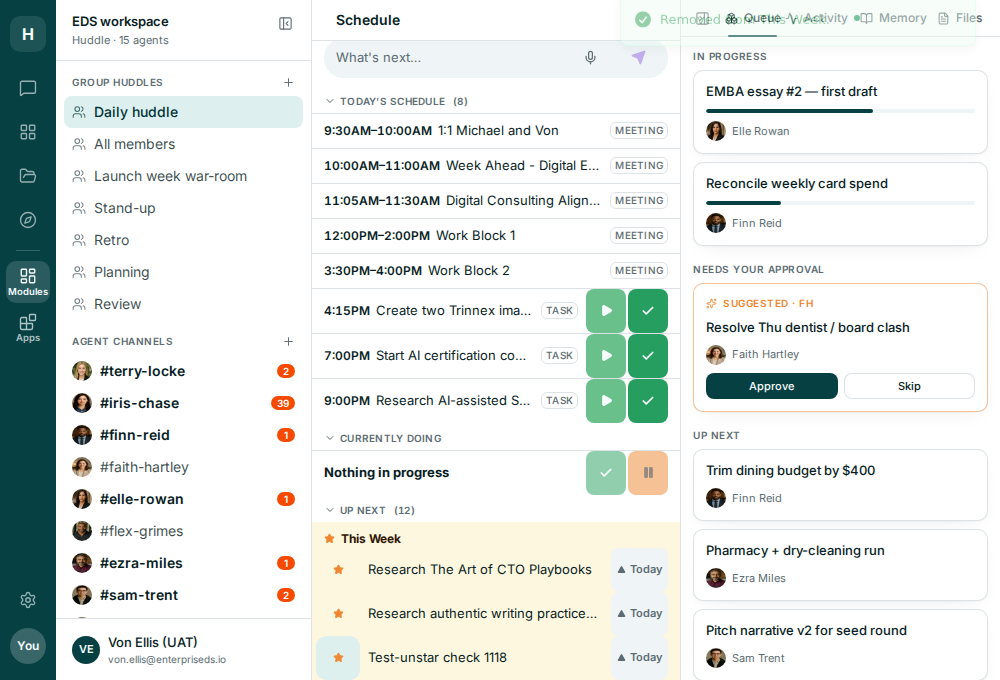 H
Modules
Apps
You
EDS workspace
Huddle · 15 agents
GROUP HUDDLES
Daily huddle
All members
Launch week war-room
Stand-up
Retro
Planning
Review
AGENT CHANNELS
#terry-locke 2
#iris-chase 39
#finn-reid 1
#faith-hartley
#elle-rowan 1
#flex-grimes
#ezra-miles 1
#sam-trent 2
VE
Von Ellis (UAT)
von.ellis@enterpriseds.io
Schedule
What's next...
TODAY'S SCHEDULE (8)
9:30AM–10:00AM 1:1 Michael and Von MEETING
10:00AM–11:00AM Week Ahead - Digital E... MEETING
11:05AM–11:30AM Digital Consulting Align... MEETING
12:00PM–2:00PM Work Block 1 MEETING
3:30PM–4:00PM Work Block 2 MEETING
4:15PM Create two Trinnex ima... TASK
7:00PM Start AI certification co... TASK
9:00PM Research AI-assisted S... TASK
CURRENTLY DOING
Nothing in progress
UP NEXT (12)
This Week
Research The Art of CTO Playbooks Today
Research authentic writing practice... Today
Test-unstar check 1118 Today
Removed from This Week.
Queue Activity Memory Files
IN PROGRESS
EMBA essay #2 — first draft
Elle Rowan
Reconcile weekly card spend
Finn Reid
NEEDS YOUR APPROVAL
SUGGESTED · FH
Resolve Thu dentist / board clash
Faith Hartley
Approve Skip
UP NEXT
Trim dining budget by $400
Finn Reid
Pharmacy + dry-cleaning run
Ezra Miles
Pitch narrative v2 for seed round
Sam Trent